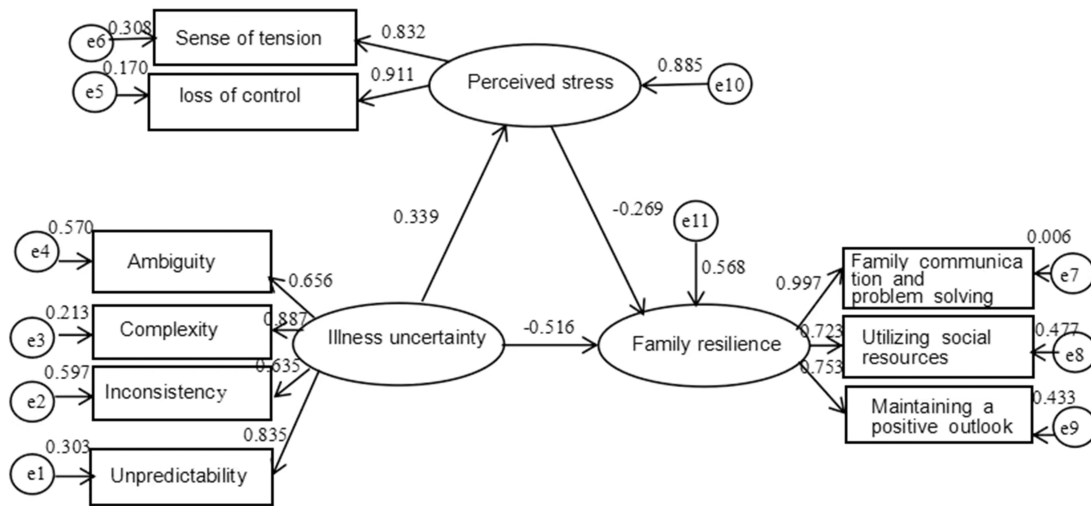 e6
0.308
Sense of tension
0.832
e5
0.170
loss of control
0.911
Perceived stress
0.885
e10
0.339
-0.269
e11
0.568
e4
0.570
Ambiguity
0.656
e3
0.213
Complexity
0.887
e2
0.597
Inconsistency
0.635
e1
0.303
Unpredictability
0.835
Illness uncertainty
-0.516
Family resilience
0.997
Family communica
tion and
problem solving
0.006
e7
0.723
Utilizing social
resources
0.477
e8
0.753
Maintaining a
positive outlook
0.433
e9